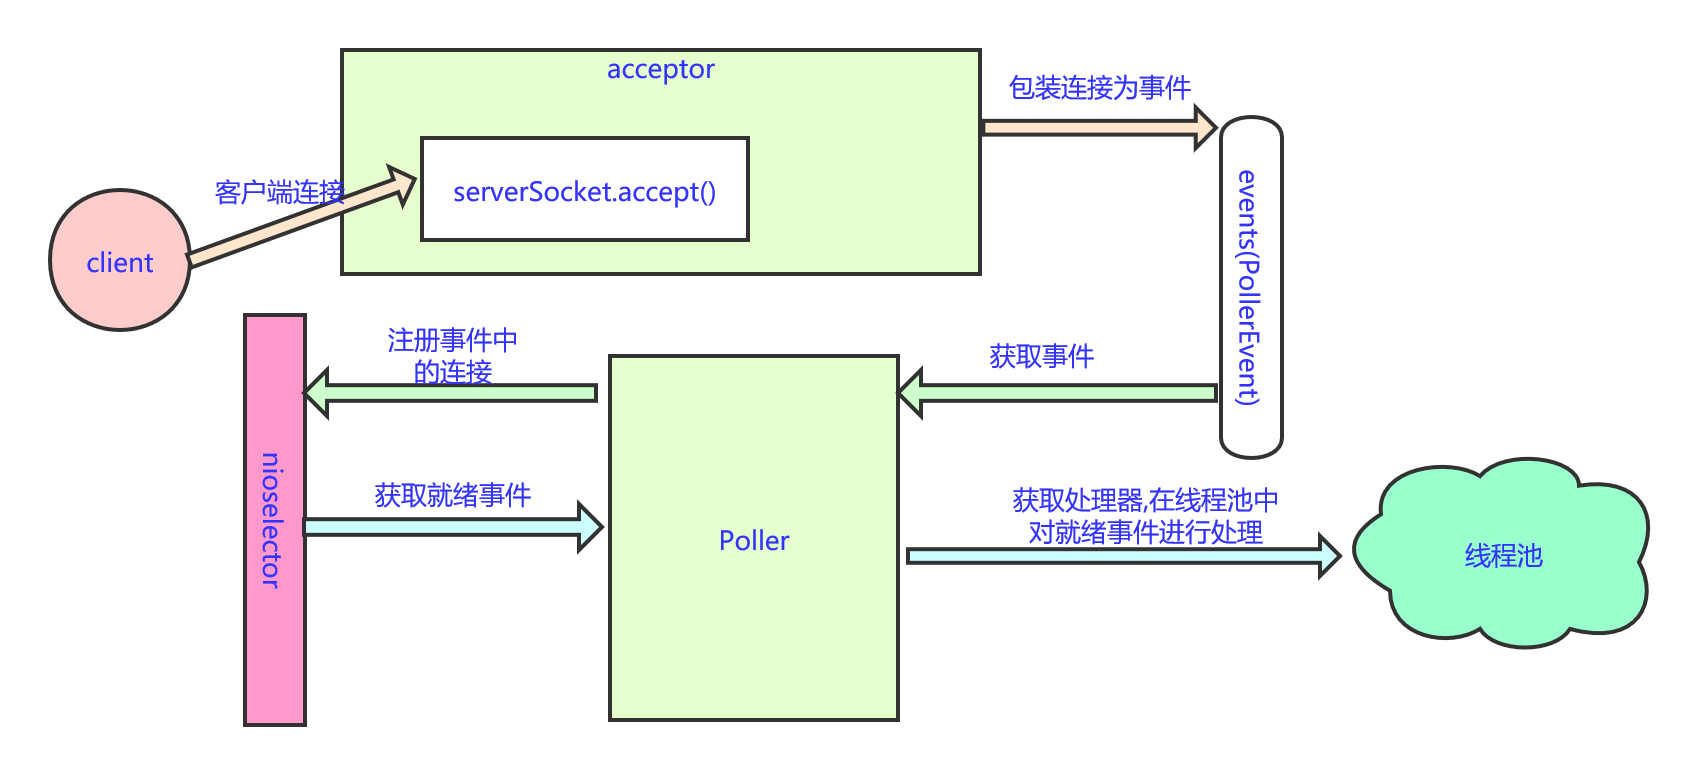 acceptor
包装连接为事件
客户端连接
serverSocket.accept()
client
events(PollerEvent)
注册事件中
的连接
获取事件
nioselector
获取就绪事件
Poller
获取处理器,在线程池中
对就绪事件进行处理
线程池